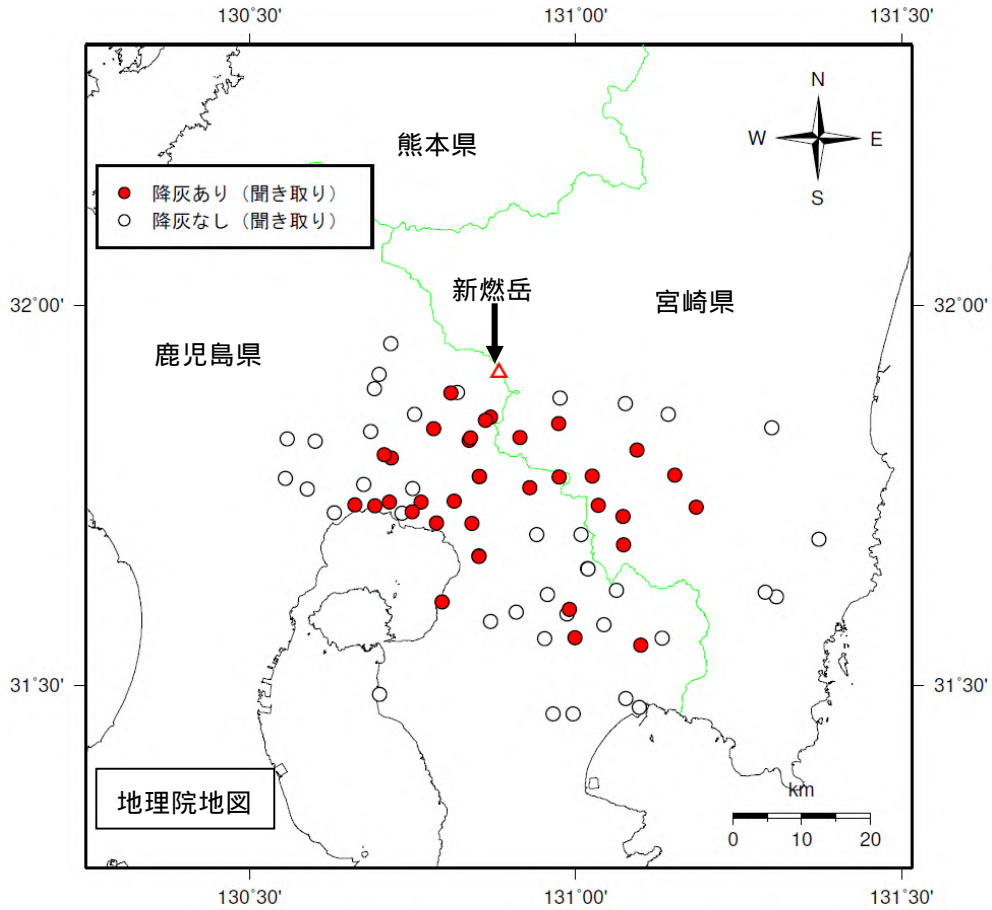 130˚30' 131˚00' 131˚30'
N
W E
S
熊本県
降灰あり（聞き取り）
降灰なし（聞き取り）
32˚00' 新燃岳 宮崎県 32˚00'
鹿児島県
31˚30' 31˚30'
地理院地図
km
0 10 20
130˚30' 131˚00' 131˚30'